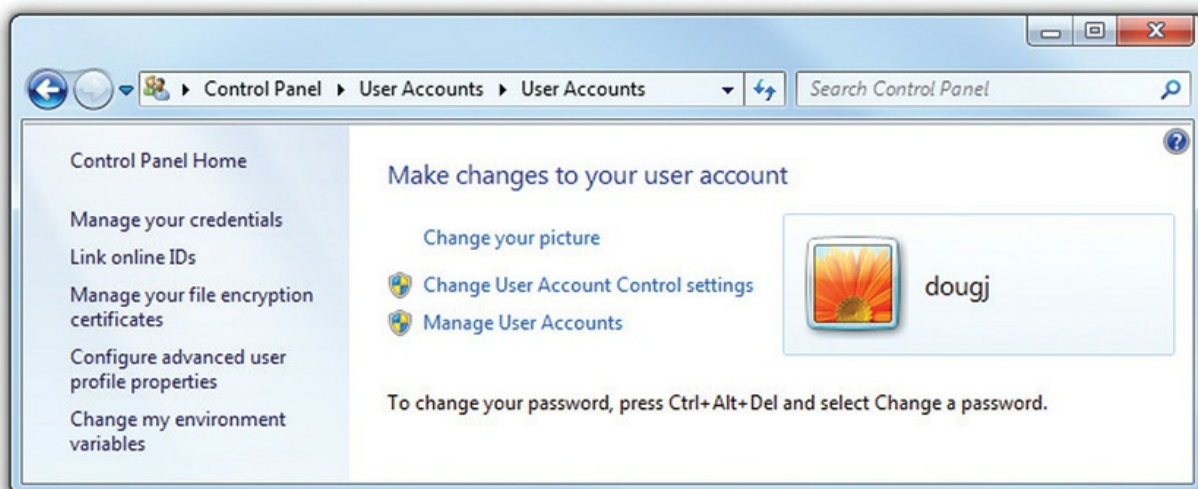 Control Panel User Accounts User Accounts
Search Control Panel
Control Panel Home
Manage your credentials
Link online IDs
Manage your file encryption
certificates
Configure advanced user
profile properties
Change my environment
variables
Make changes to your user account
Change your picture
Change User Account Control settings
Manage User Accounts
dougj
To change your password, press Ctrl+Alt+Del and select Change a password.